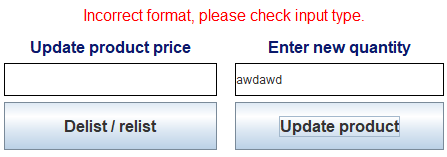 Incorrect format, please check input type.
Update product price
Enter new quantity
awdawd
Delist / relist
Update product